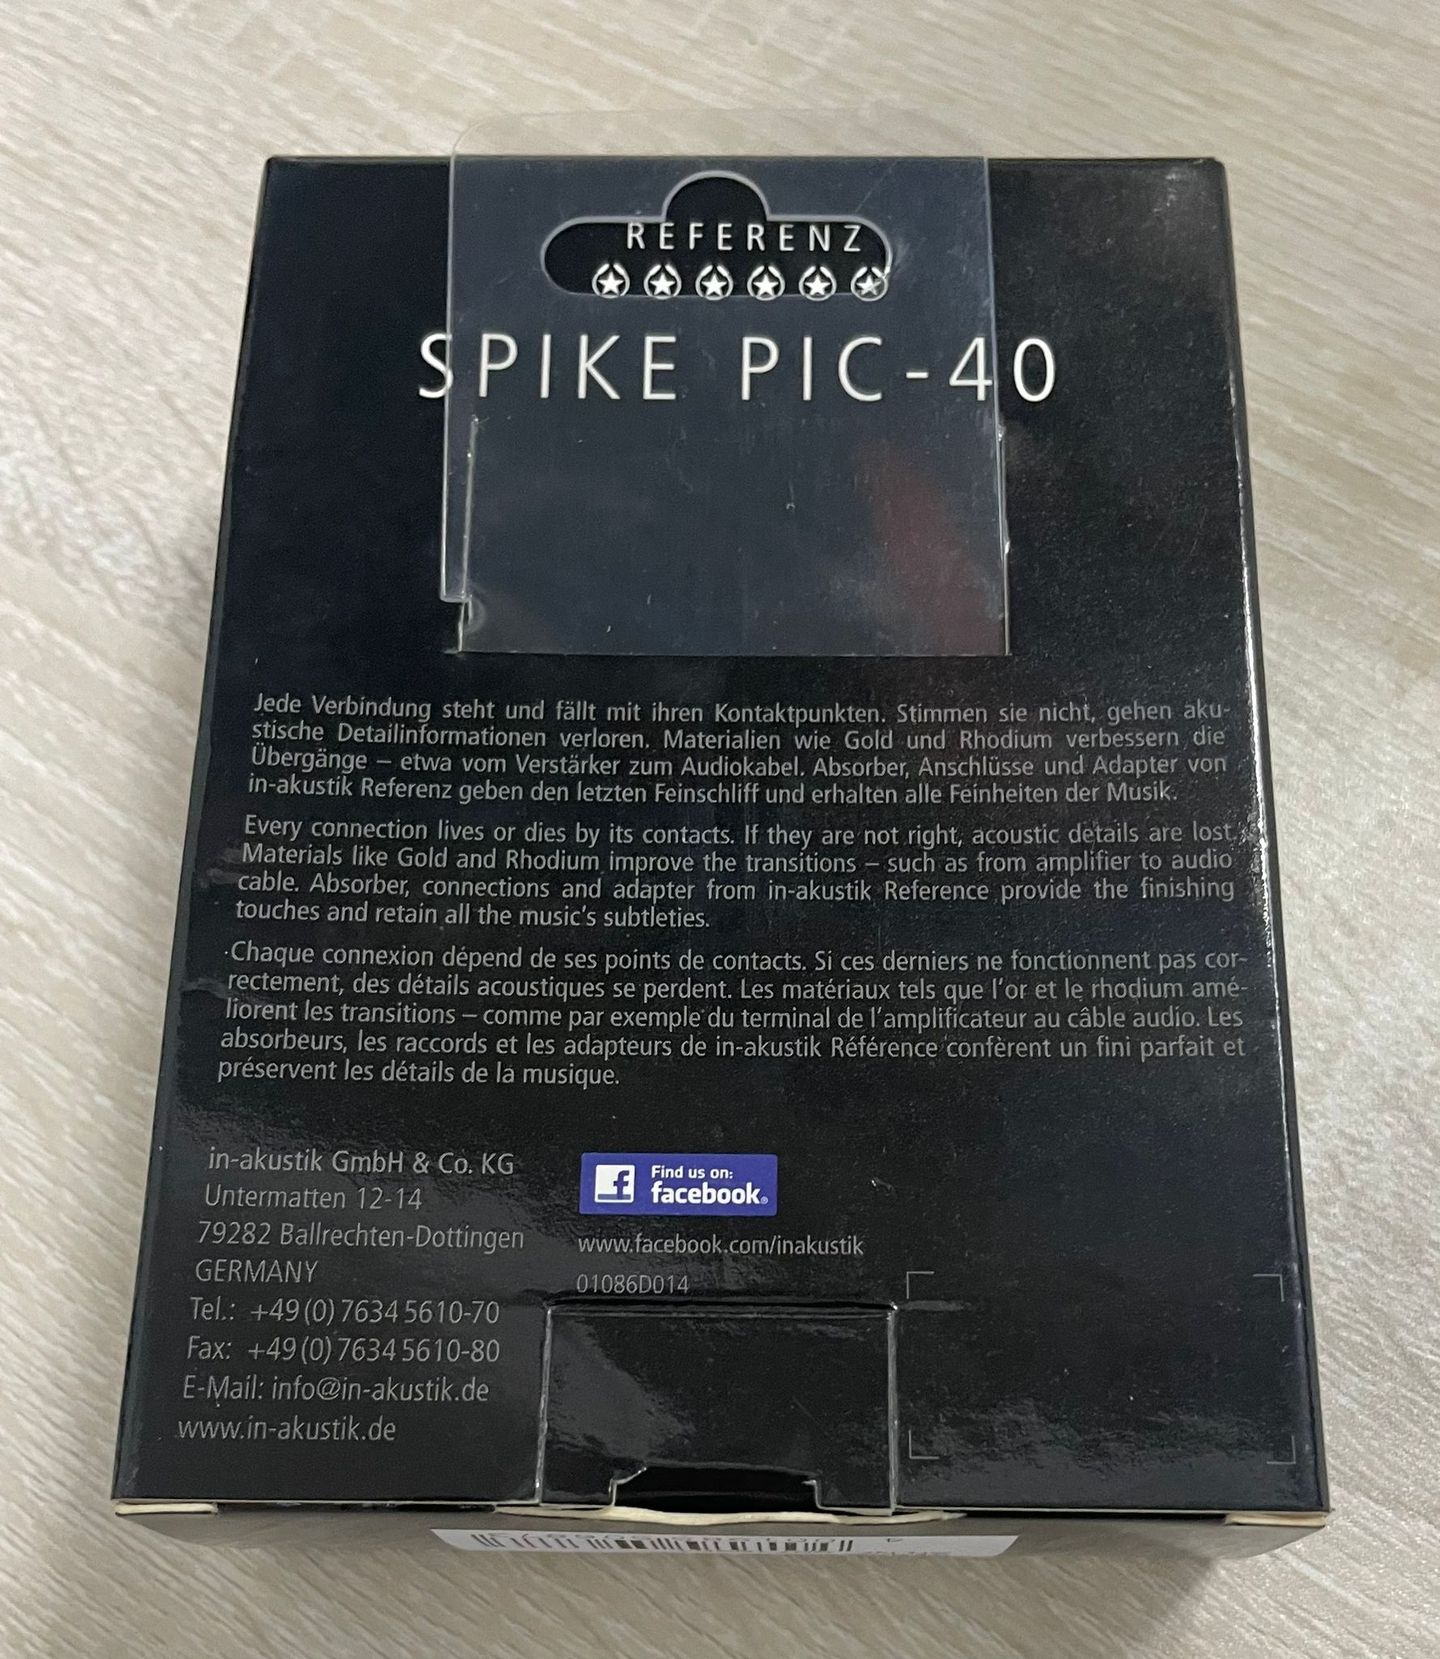 REFERENZ
SPIKE PIC-40
Jede Verbindung steht und fällt mit ihren Kontaktpunkten. Stimmen sie nicht, gehen aku-
stische Detailinformationen verloren. Materialien wie Gold und Rhodium verbessern die
Übergänge – etwa vom Verstärker zum Audiokabel. Absorber, Anschlüsse und Adapter von
in-akustik Referenz geben den letzten Feinschliff und erhalten alle Feinheiten der Musik.
Every connection lives or dies by its contacts. If they are not right, acoustic details are lost.
Materials like Gold and Rhodium improve the transitions – such as from amplifier to audio
cable. Absorber, connections and adapter from in-akustik Reference provide the finishing
touches and retain all the music's subtleties.
Chaque connexion dépend de ses points de contacts. Si ces derniers ne fonctionnent pas cor-
rectement, des détails acoustiques se perdent. Les matériaux tels que l'or et le rhodium amé-
liorent les transitions – comme par exemple du terminal de l'amplificateur au câble audio. Les
absorbeurs, les raccords et les adapteurs de in-akustik Référence confèrent un fini parfait et
préservent les détails de la musique.
in-akustik GmbH & Co. KG
Untermatten 12-14
79282 Ballrechten-Dottingen
GERMANY
Tel.: +49(0)7634 5610-70
Fax: +49(0)7634 5610-80
E-Mail: info@in-akustik.de
www.in-akustik.de
f Find us on:
facebook®
www.facebook.com/inakustik
01086D014